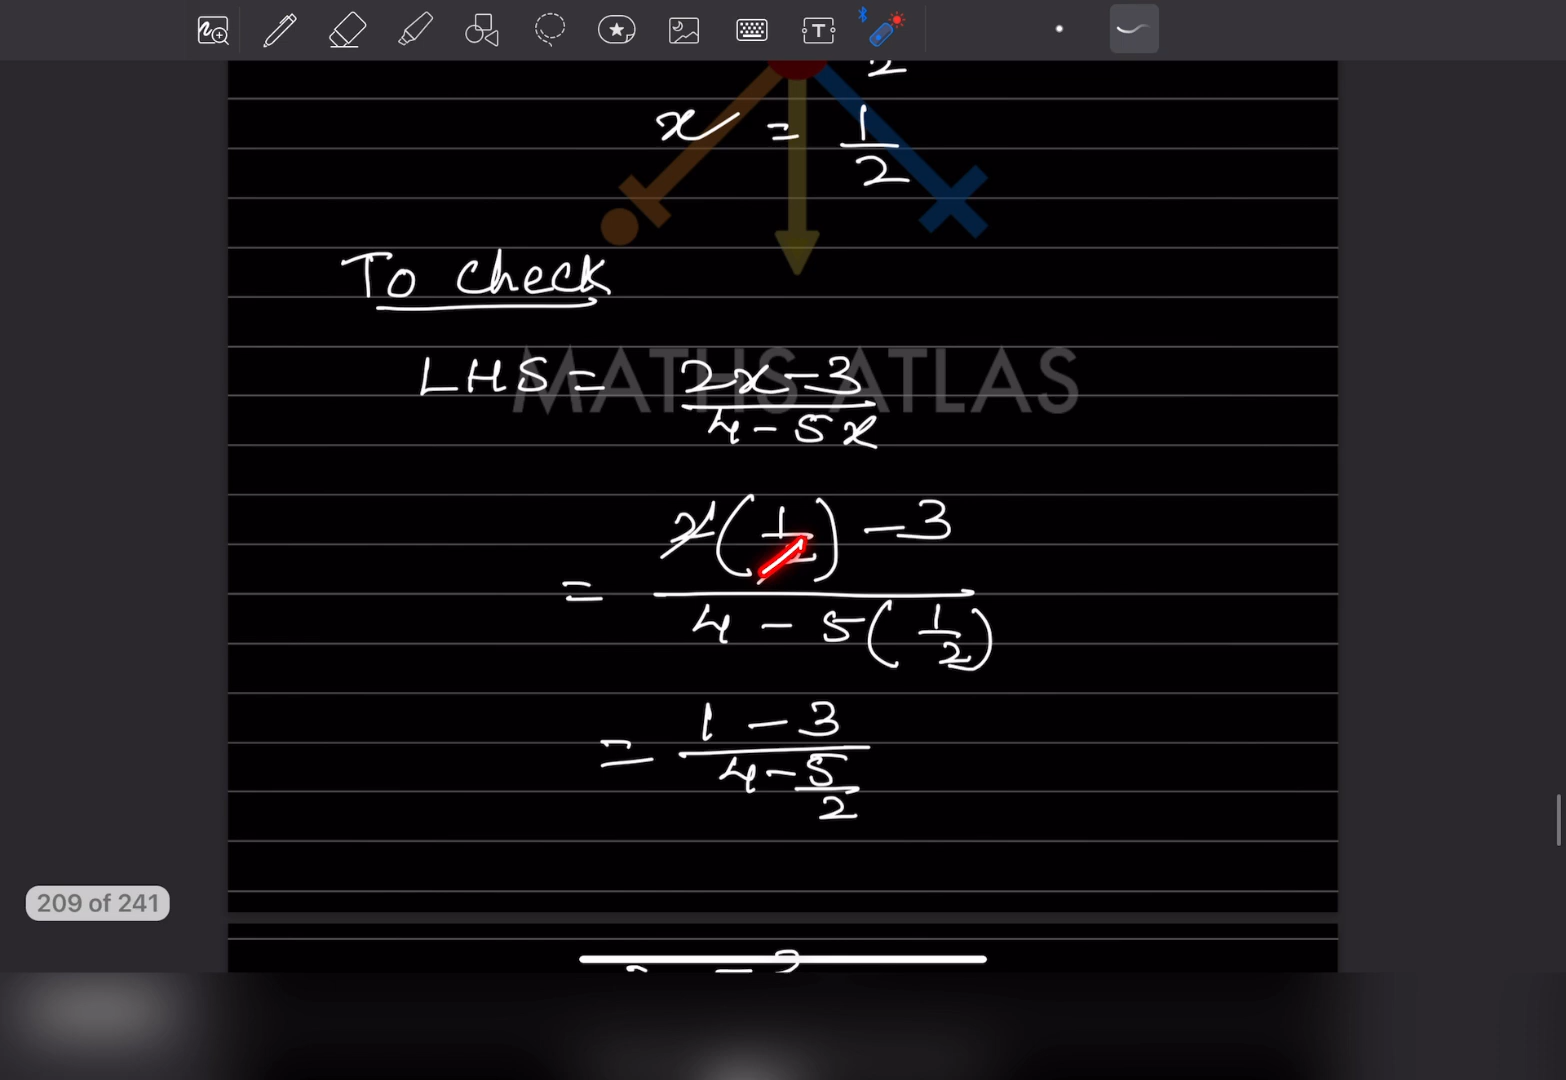 2
x = 1/2
To check
MATHS ATLAS
LHS = (2x-3)/(4-5x)
= (2(1/2) - 3)/(4 - 5(1/2))
= (1 - 3)/(4 - 5/2)
209 of 241